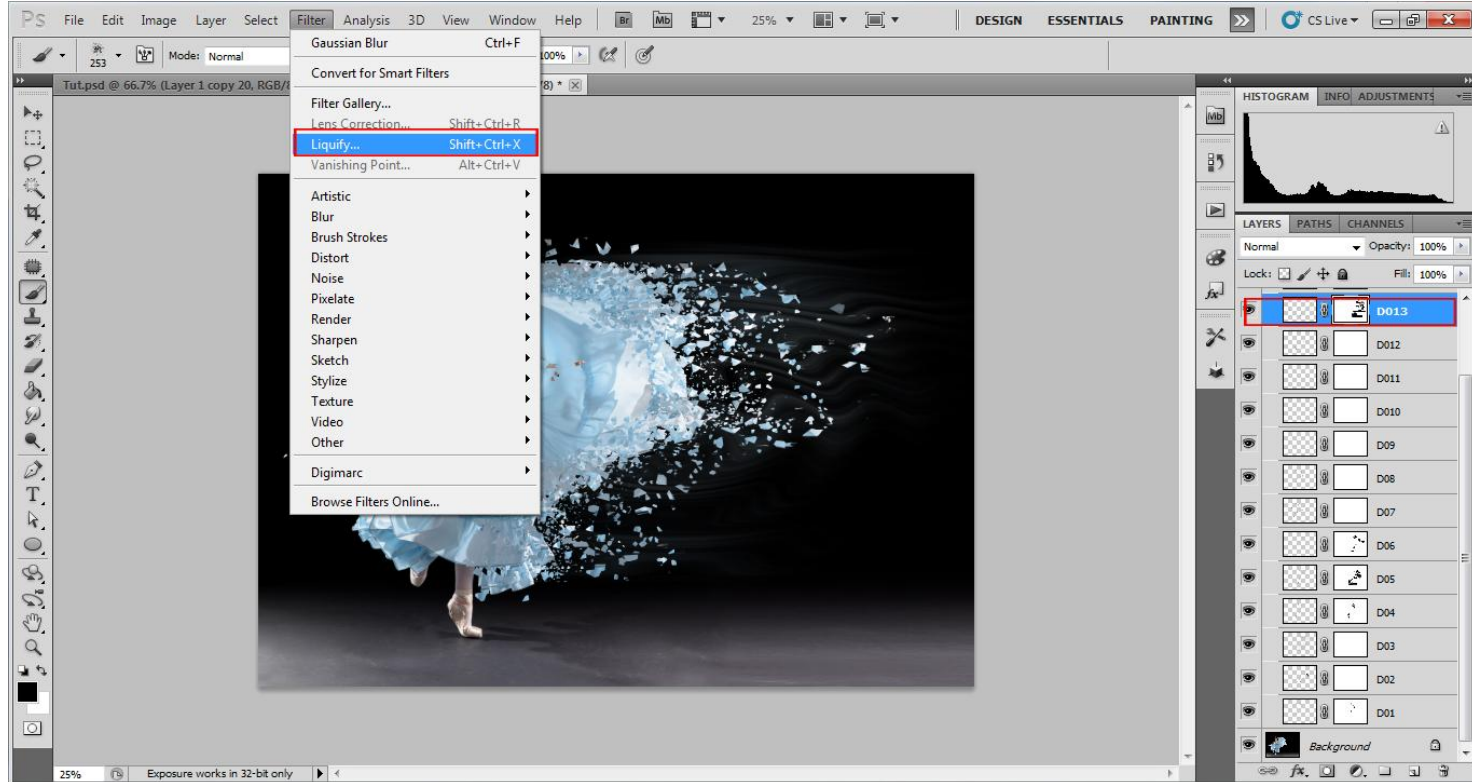 Ps File Edit Image Layer Select Filter Analysis 3D View Window Help Br Mb 25% DESIGN ESSENTIALS PAINTING >> CS Live
253 Mode: Normal 100%
Tut.psd @ 66.7% (Layer 1 copy 20, RGB/8 /8) *
Gaussian Blur Ctrl+F
Convert for Smart Filters
Filter Gallery...
Lens Correction... Shift+Ctrl+R
Liquify... Shift+Ctrl+X
Vanishing Point... Alt+Ctrl+V
Artistic
Blur
Brush Strokes
Distort
Noise
Pixelate
Render
Sharpen
Sketch
Stylize
Texture
Video
Other
Digimarc
Browse Filters Online...
HISTOGRAM INFO ADJUSTMENTS
Mb
LAYERS PATHS CHANNELS
Normal Opacity: 100%
Lock: Fill: 100%
D013
D012
D011
D010
D09
D08
D07
D06
D05
D04
D03
D02
D01
Background
25% Exposure works in 32-bit only